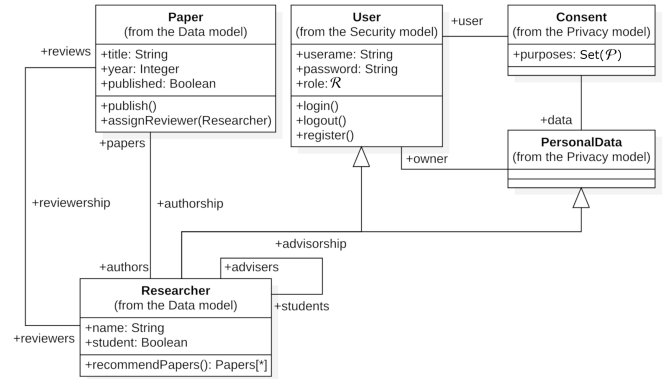 Paper
(from the Data model)
+title: String
+year: Integer
+published: Boolean
+publish()
+assignReviewer(Researcher)
User
(from the Security model)
+userame: String
+password: String
+role: ℛ
+login()
+logout()
+register()
Consent
(from the Privacy model)
+purposes: Set(𝒫)
+user
+reviews
+data
PersonalData
(from the Privacy model)
+papers
+owner
+reviewership
+authorship
+advisorship
+authors
+advisers
Researcher
(from the Data model)
+name: String
+student: Boolean
+recommendPapers(): Papers[*]
+students
+reviewers